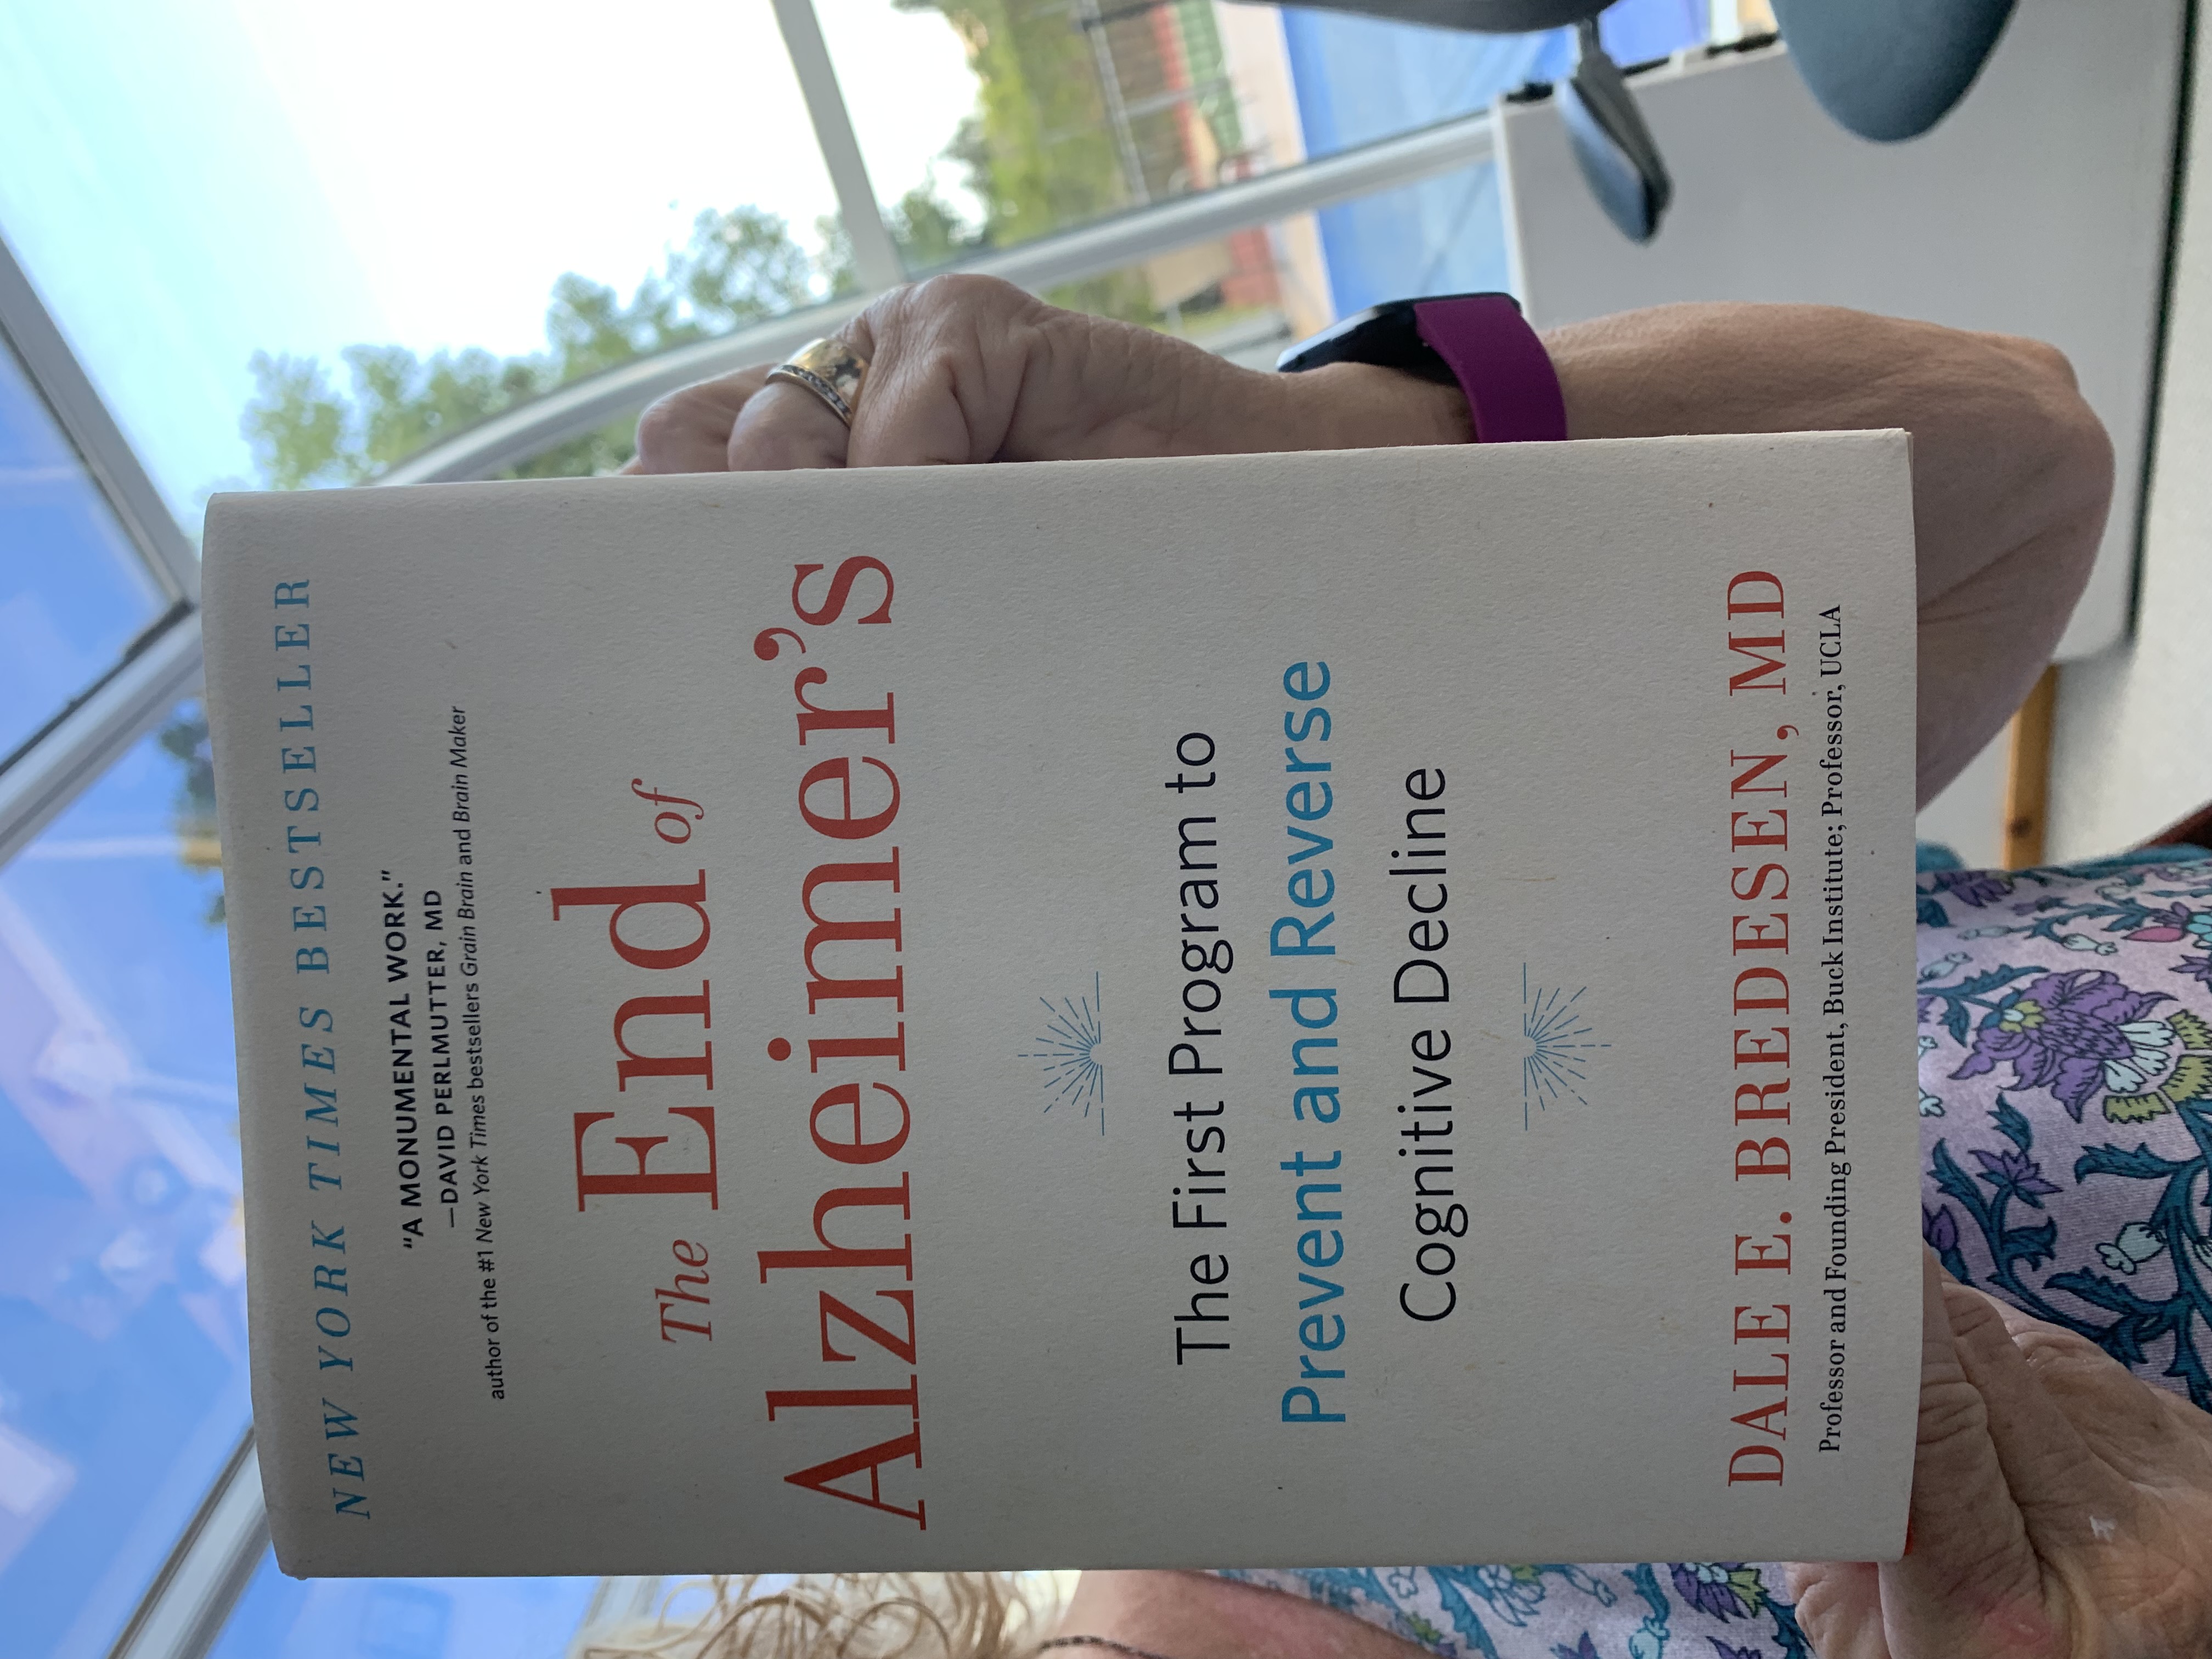 NEW YORK TIMES BESTSELLER
“A MONUMENTAL WORK.”
—DAVID PERLMUTTER, MD
author of the #1 New York Times bestsellers Grain Brain and Brain Maker
The End of
Alzheimer’s
The First Program to
Prevent and Reverse
Cognitive Decline
DALE E. BREDESEN, MD
Professor and Founding President, Buck Institute; Professor, UCLA